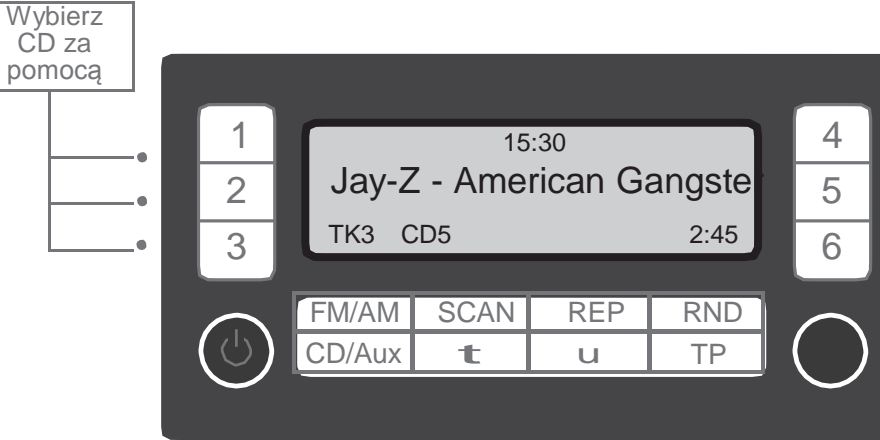 Wybierz
CD za
pomocą
1
2
3
15:30
Jay-Z - American Gangste
TK3 CD5 2:45
4
5
6
FM/AM SCAN REP RND
CD/Aux t u TP